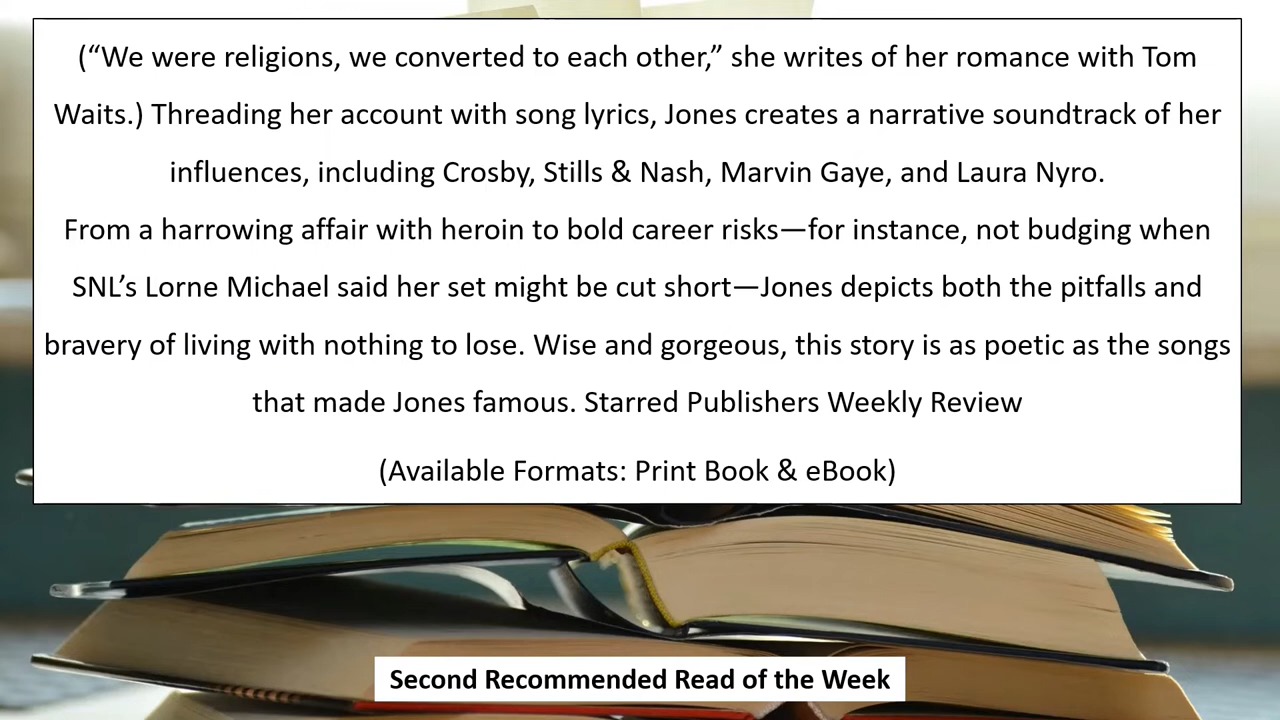 (“We were religions, we converted to each other,” she writes of her romance with Tom
Waits.) Threading her account with song lyrics, Jones creates a narrative soundtrack of her
influences, including Crosby, Stills & Nash, Marvin Gaye, and Laura Nyro.
From a harrowing affair with heroin to bold career risks—for instance, not budging when
SNL’s Lorne Michael said her set might be cut short—Jones depicts both the pitfalls and
bravery of living with nothing to lose. Wise and gorgeous, this story is as poetic as the songs
that made Jones famous. Starred Publishers Weekly Review
(Available Formats: Print Book & eBook)
Second Recommended Read of the Week